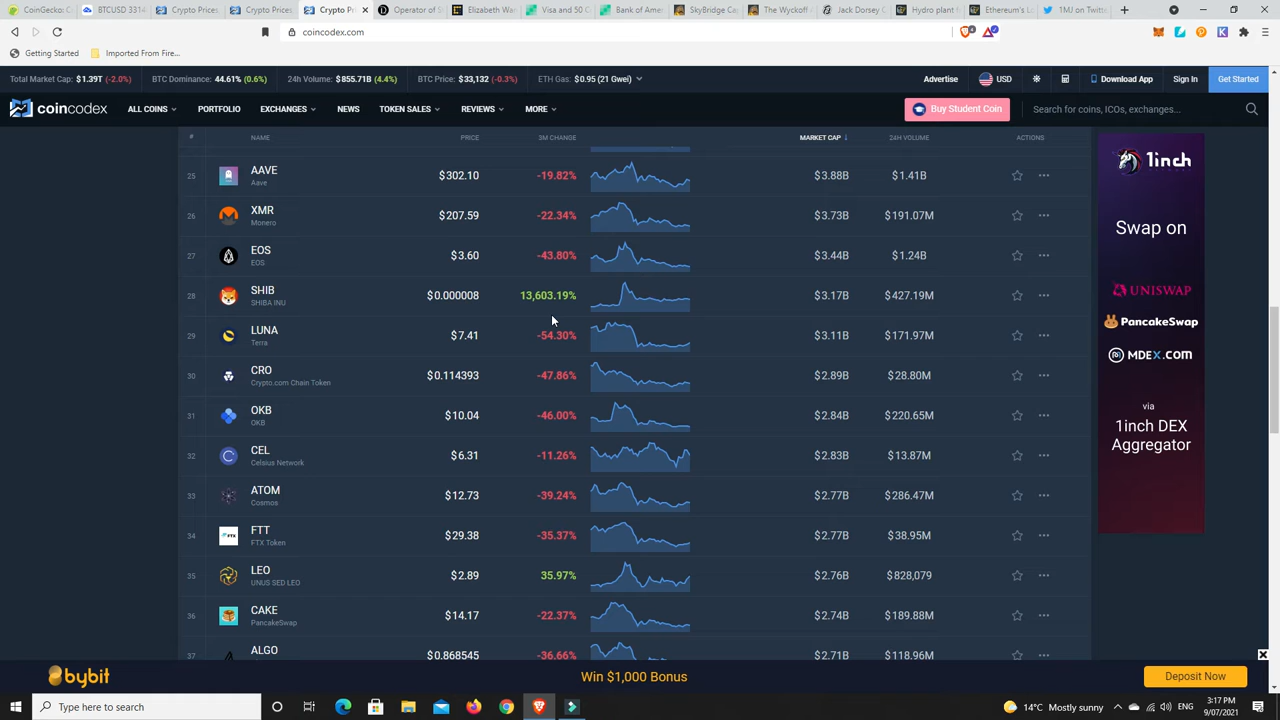 CoinGecko: C
BTCUSD 3314
Crypto Prices
Crypto Prices
Crypto Pri
Operator of S
Elizabeth War
Visa and 50 C
Bank of Amer
SkyBridge Cap
The Wyckoff A
Jack Dorsey C
Hydro plant
Ethereum's Lo
1MJ on Twitte
coincodex.com
Getting Started Imported From Fire...
Total Market Cap: $1.39T (-2.0%) BTC Dominance: 44.61% (0.6%) 24h Volume: $855.71B (4.4%) BTC Price: $33,132 (-0.3%) ETH Gas: $0.95 (21 Gwei) Advertise USD Download App Sign In Get Started
coincodex ALL COINS PORTFOLIO EXCHANGES NEWS TOKEN SALES REVIEWS MORE Buy Student Coin Search for coins, ICOs, exchanges...
# NAME PRICE 3M CHANGE MARKET CAP ↓ 24H VOLUME ACTIONS
25 AAVE $302.10 -19.82% $3.88B $1.41B
Aave
26 XMR $207.59 -22.34% $3.73B $191.07M
Monero
27 EOS $3.60 -43.80% $3.44B $1.24B
EOS
28 SHIB $0.000008 13,603.19% $3.17B $427.19M
SHIBA INU
29 LUNA $7.41 -54.30% $3.11B $171.97M
Terra
30 CRO $0.114393 -47.86% $2.89B $28.80M
Crypto.com Chain Token
31 OKB $10.04 -46.00% $2.84B $220.65M
OKB
32 CEL $6.31 -11.26% $2.83B $13.87M
Celsius Network
33 ATOM $12.73 -39.24% $2.77B $286.47M
Cosmos
34 FTT $29.38 -35.37% $2.77B $38.95M
FTX Token
35 LEO $2.89 35.97% $2.76B $828,079
UNUS SED LEO
36 CAKE $14.17 -22.37% $2.74B $189.88M
PancakeSwap
37 ALGO $0.868545 -36.66% $2.71B $118.96M
1inch
Swap on
UNISWAP
PancakeSwap
MDEX.COM
via
1inch DEX
Aggregator
bybit Win $1,000 Bonus Deposit Now
Type here to search
14°C Mostly sunny ENG 3:17 PM
9/07/2021